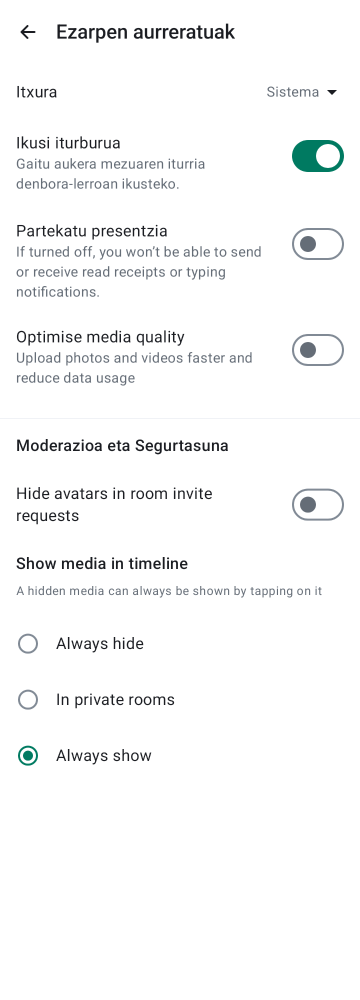 Ezarpen aurreratuak
Itxura
Sistema
Ikusi iturburua
Gaitu aukera mezuaren iturria
denbora-lerroan ikusteko.
Partekatu presentzia
If turned off, you won’t be able to send
or receive read receipts or typing
notifications.
Optimise media quality
Upload photos and videos faster and
reduce data usage
Moderazioa eta Segurtasuna
Hide avatars in room invite
requests
Show media in timeline
A hidden media can always be shown by tapping on it
Always hide
In private rooms
Always show